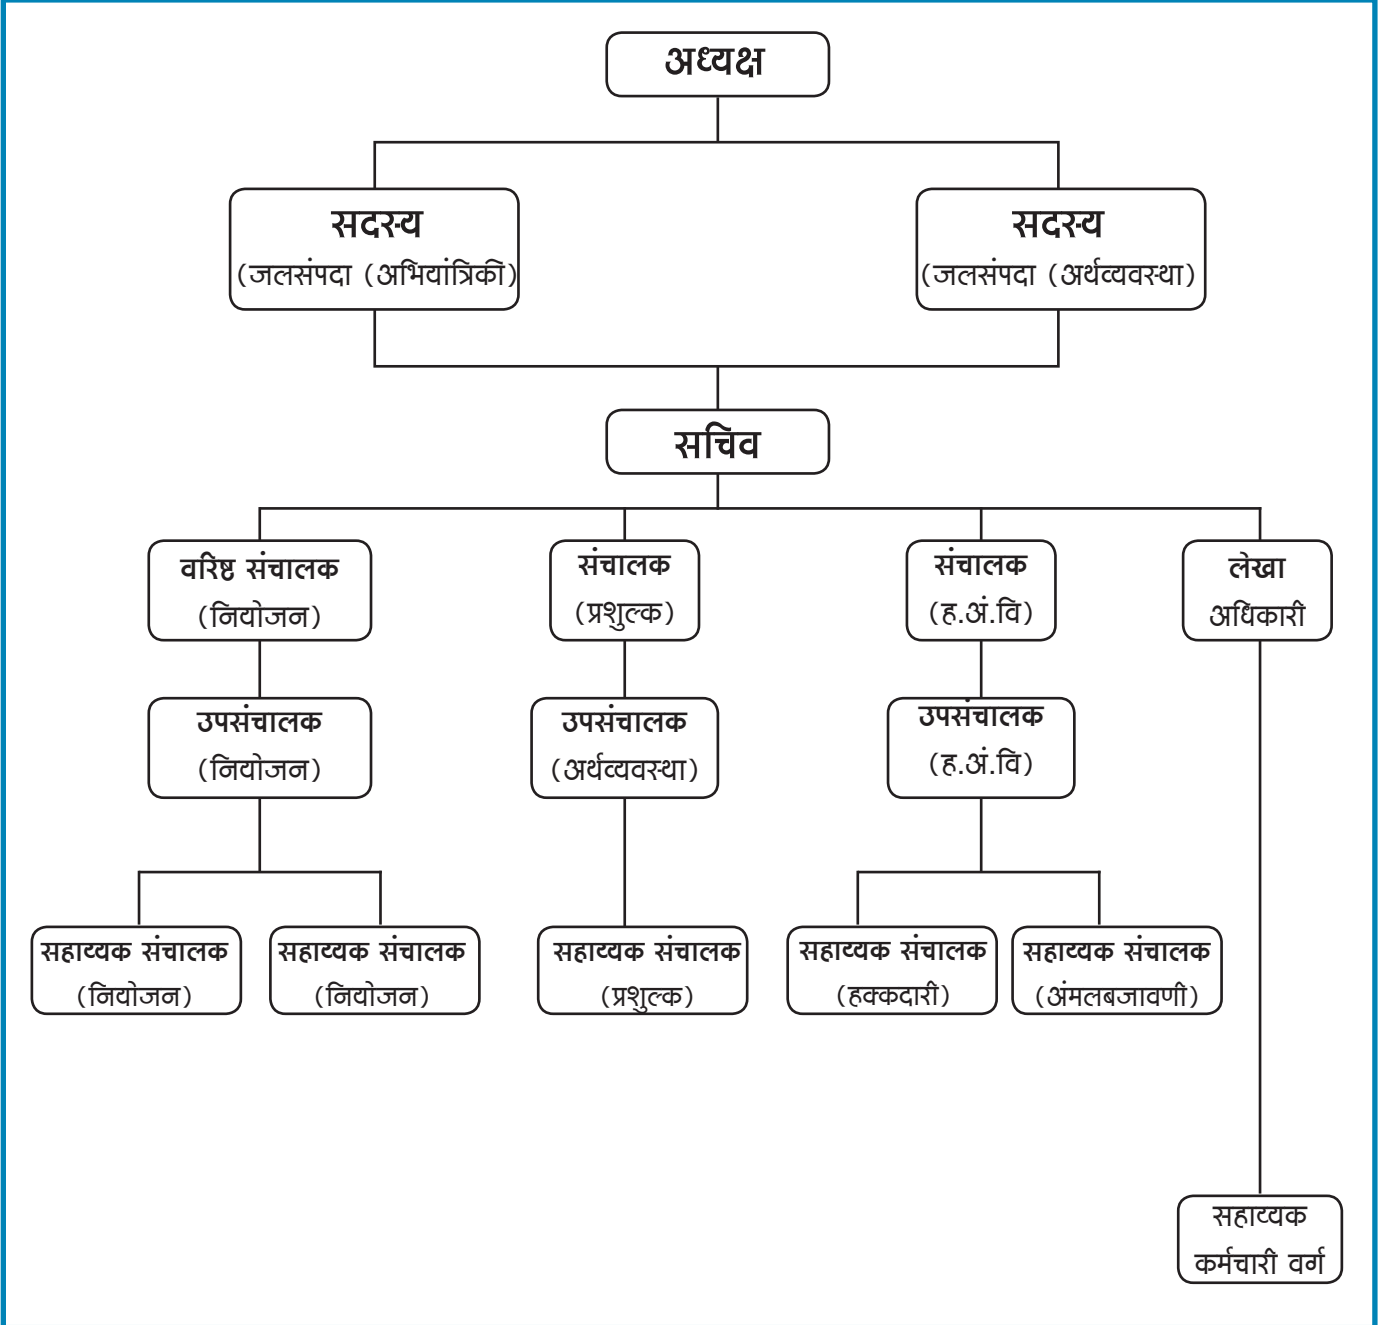 अध्यक्ष
सदस्य
(जलसंपदा (अभियांत्रिकी)
सदस्य
(जलसंपदा (अर्थव्यवस्था)
सचिव
वरिष्ठ संचालक
(नियोजन)
संचालक
(प्रशुल्क)
संचालक
(ह.अं.वि)
लेखा
अधिकारी
उपसंचालक
(नियोजन)
उपसंचालक
(अर्थव्यवस्था)
उपसंचालक
(ह.अं.वि)
सहाय्यक संचालक
(नियोजन)
सहाय्यक संचालक
(नियोजन)
सहाय्यक संचालक
(प्रशुल्क)
सहाय्यक संचालक
(हक्कदारी)
सहाय्यक संचालक
(अंमलबजावणी)
सहाय्यक
कर्मचारी वर्ग